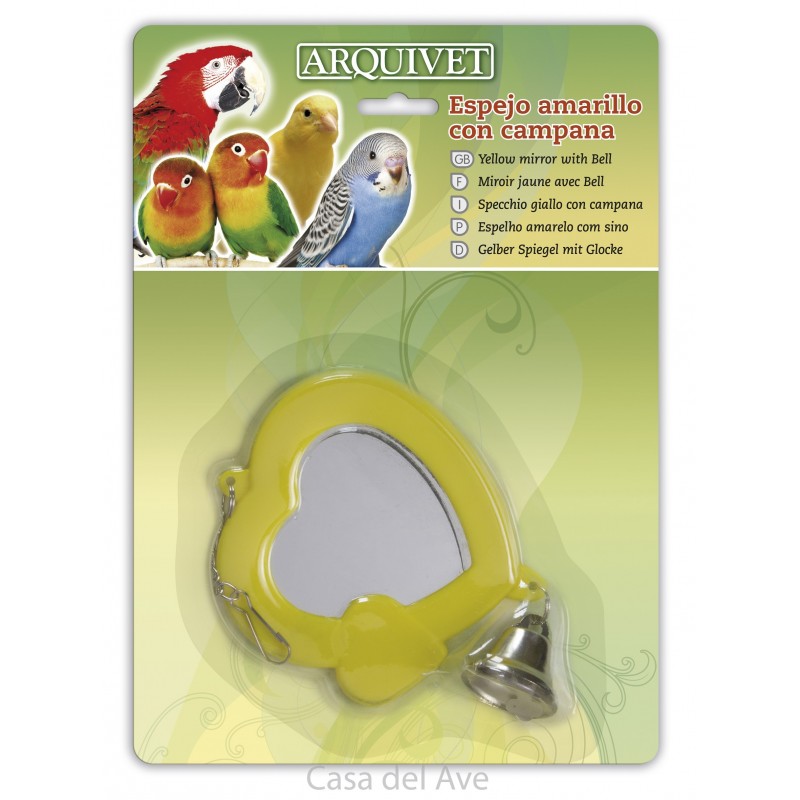 ARQUIVET
Espejo amarillo
con campana
GB Yellow mirror with Bell
F Miroir jaune avec Bell
I Specchio giallo con campana
P Espelho amarelo com sino
D Gelber Spiegel mit Glocke
Casa del Ave